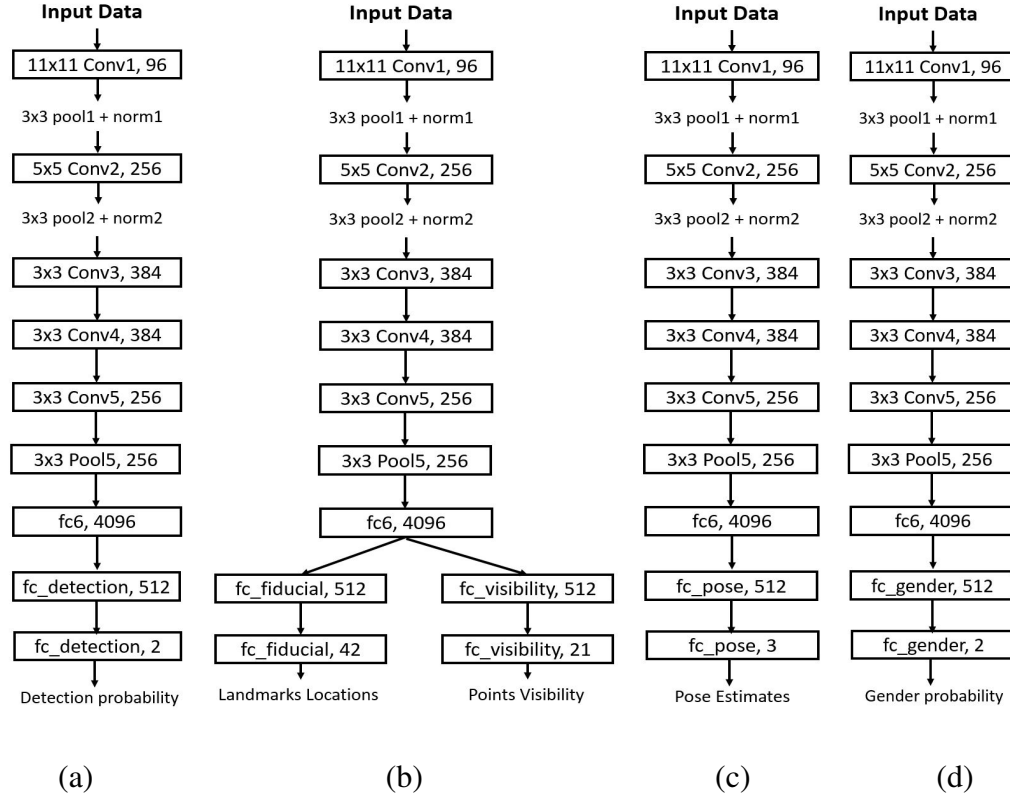 Input Data
11x11 Conv1, 96
3x3 pool1 + norm1
5x5 Conv2, 256
3x3 pool2 + norm2
3x3 Conv3, 384
3x3 Conv4, 384
3x3 Conv5, 256
3x3 Pool5, 256
fc6, 4096
fc_detection, 512
fc_detection, 2
Detection probability
(a)
Input Data
11x11 Conv1, 96
3x3 pool1 + norm1
5x5 Conv2, 256
3x3 pool2 + norm2
3x3 Conv3, 384
3x3 Conv4, 384
3x3 Conv5, 256
3x3 Pool5, 256
fc6, 4096
fc_fiducial, 512
fc_fiducial, 42
Landmarks Locations
fc_visibility, 512
fc_visibility, 21
Points Visibility
(b)
Input Data
11x11 Conv1, 96
3x3 pool1 + norm1
5x5 Conv2, 256
3x3 pool2 + norm2
3x3 Conv3, 384
3x3 Conv4, 384
3x3 Conv5, 256
3x3 Pool5, 256
fc6, 4096
fc_pose, 512
fc_pose, 3
Pose Estimates
(c)
Input Data
11x11 Conv1, 96
3x3 pool1 + norm1
5x5 Conv2, 256
3x3 pool2 + norm2
3x3 Conv3, 384
3x3 Conv4, 384
3x3 Conv5, 256
3x3 Pool5, 256
fc6, 4096
fc_gender, 512
fc_gender, 2
Gender probability
(d)